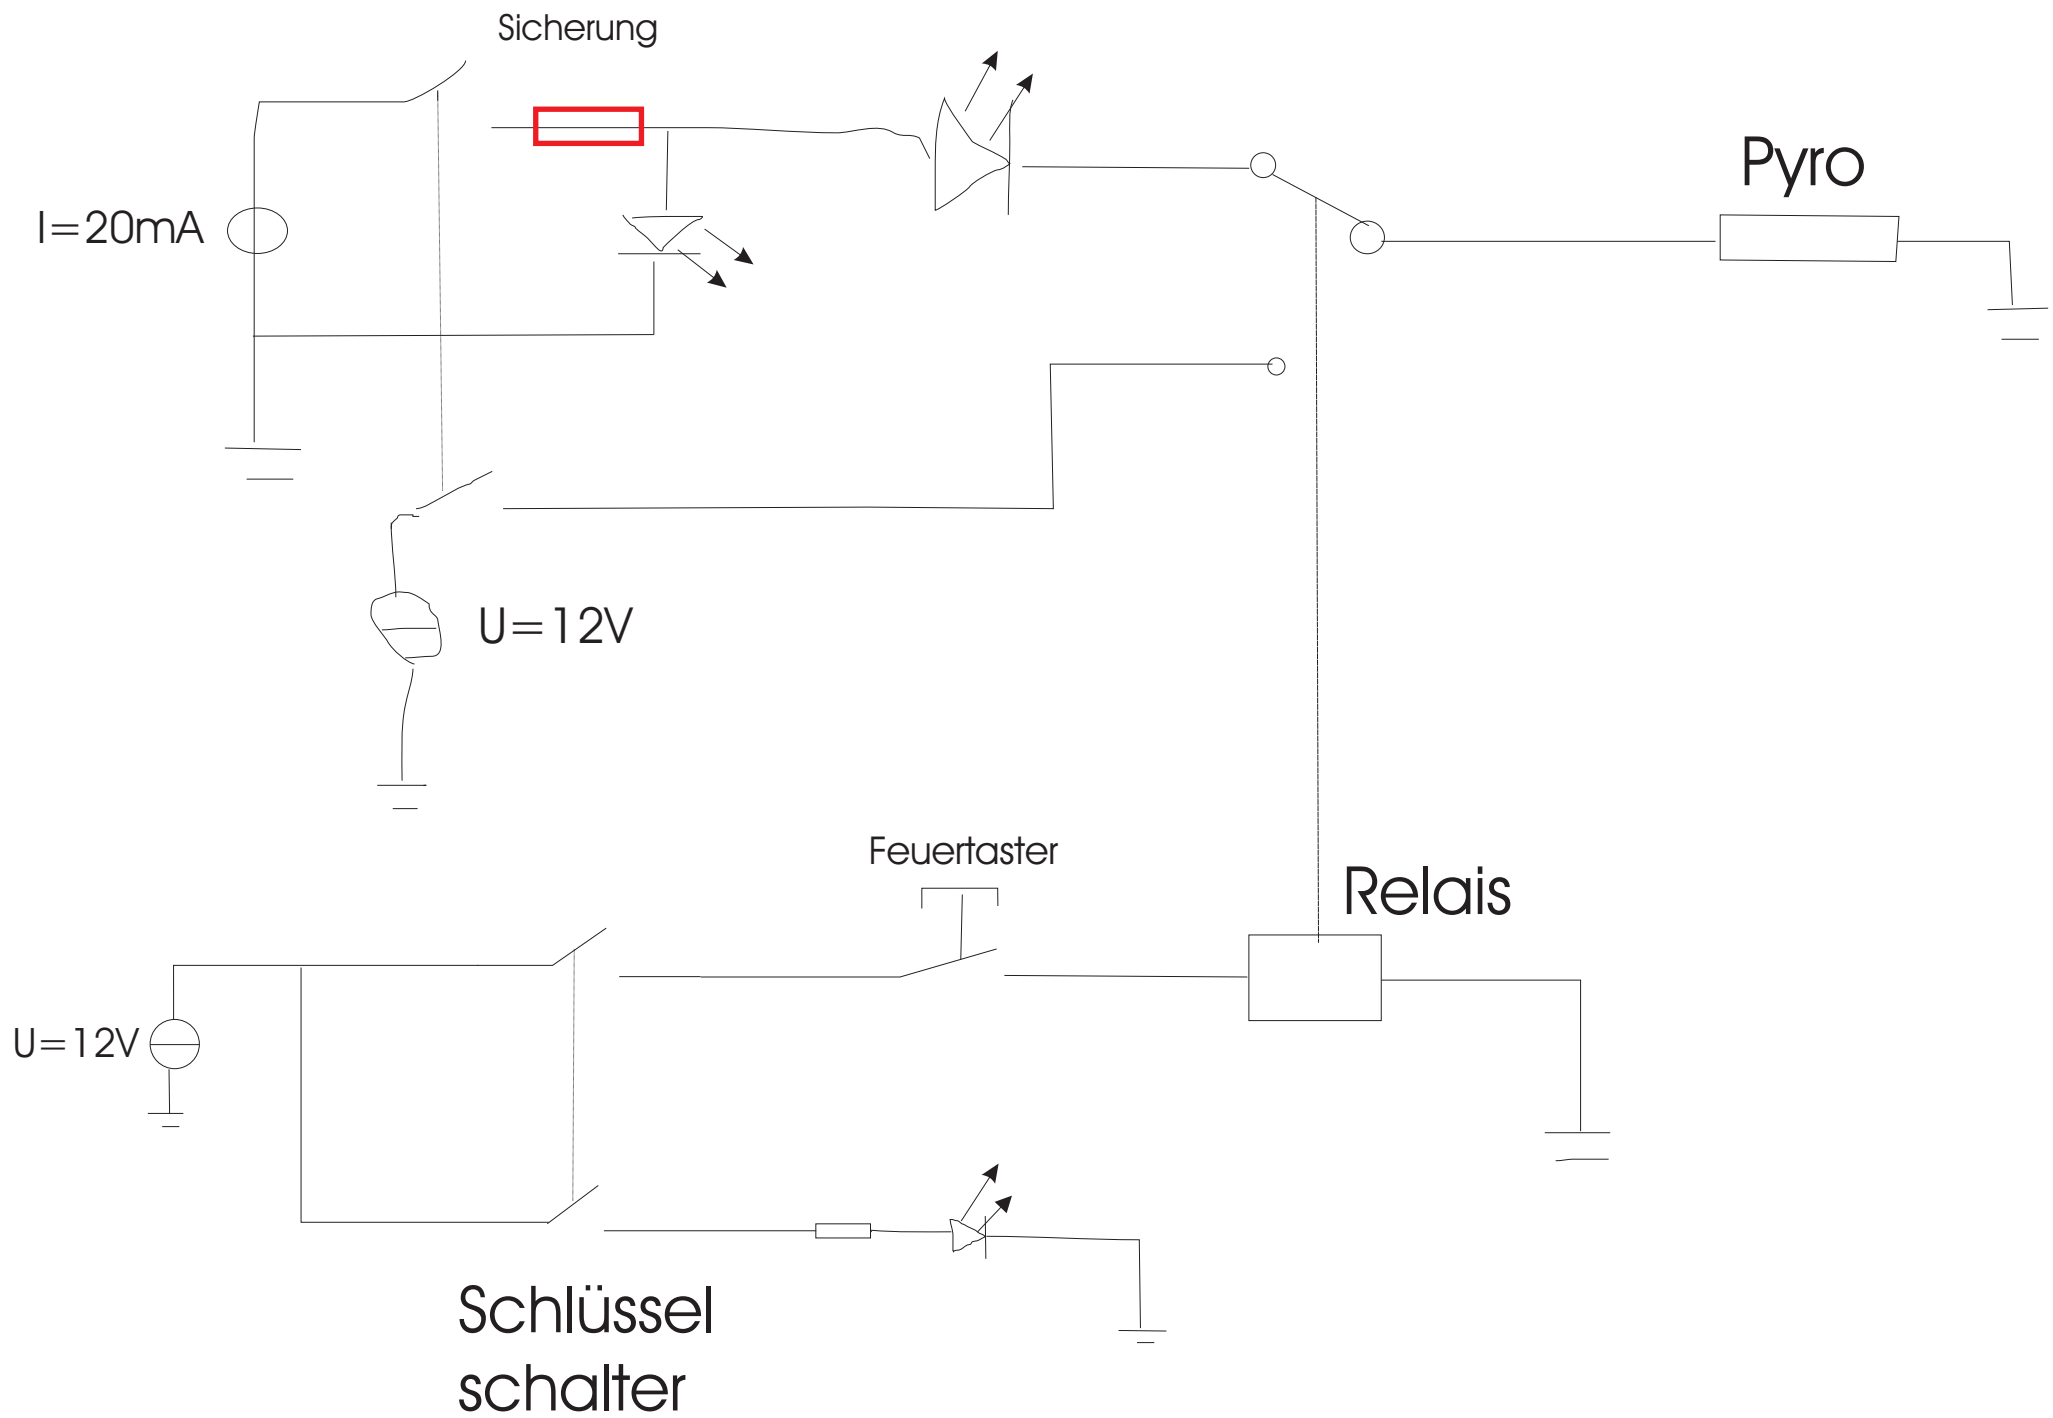 Sicherung
Pyro
I=20mA
U=12V
Feuertaster
Relais
U=12V
Schlüssel
schalter